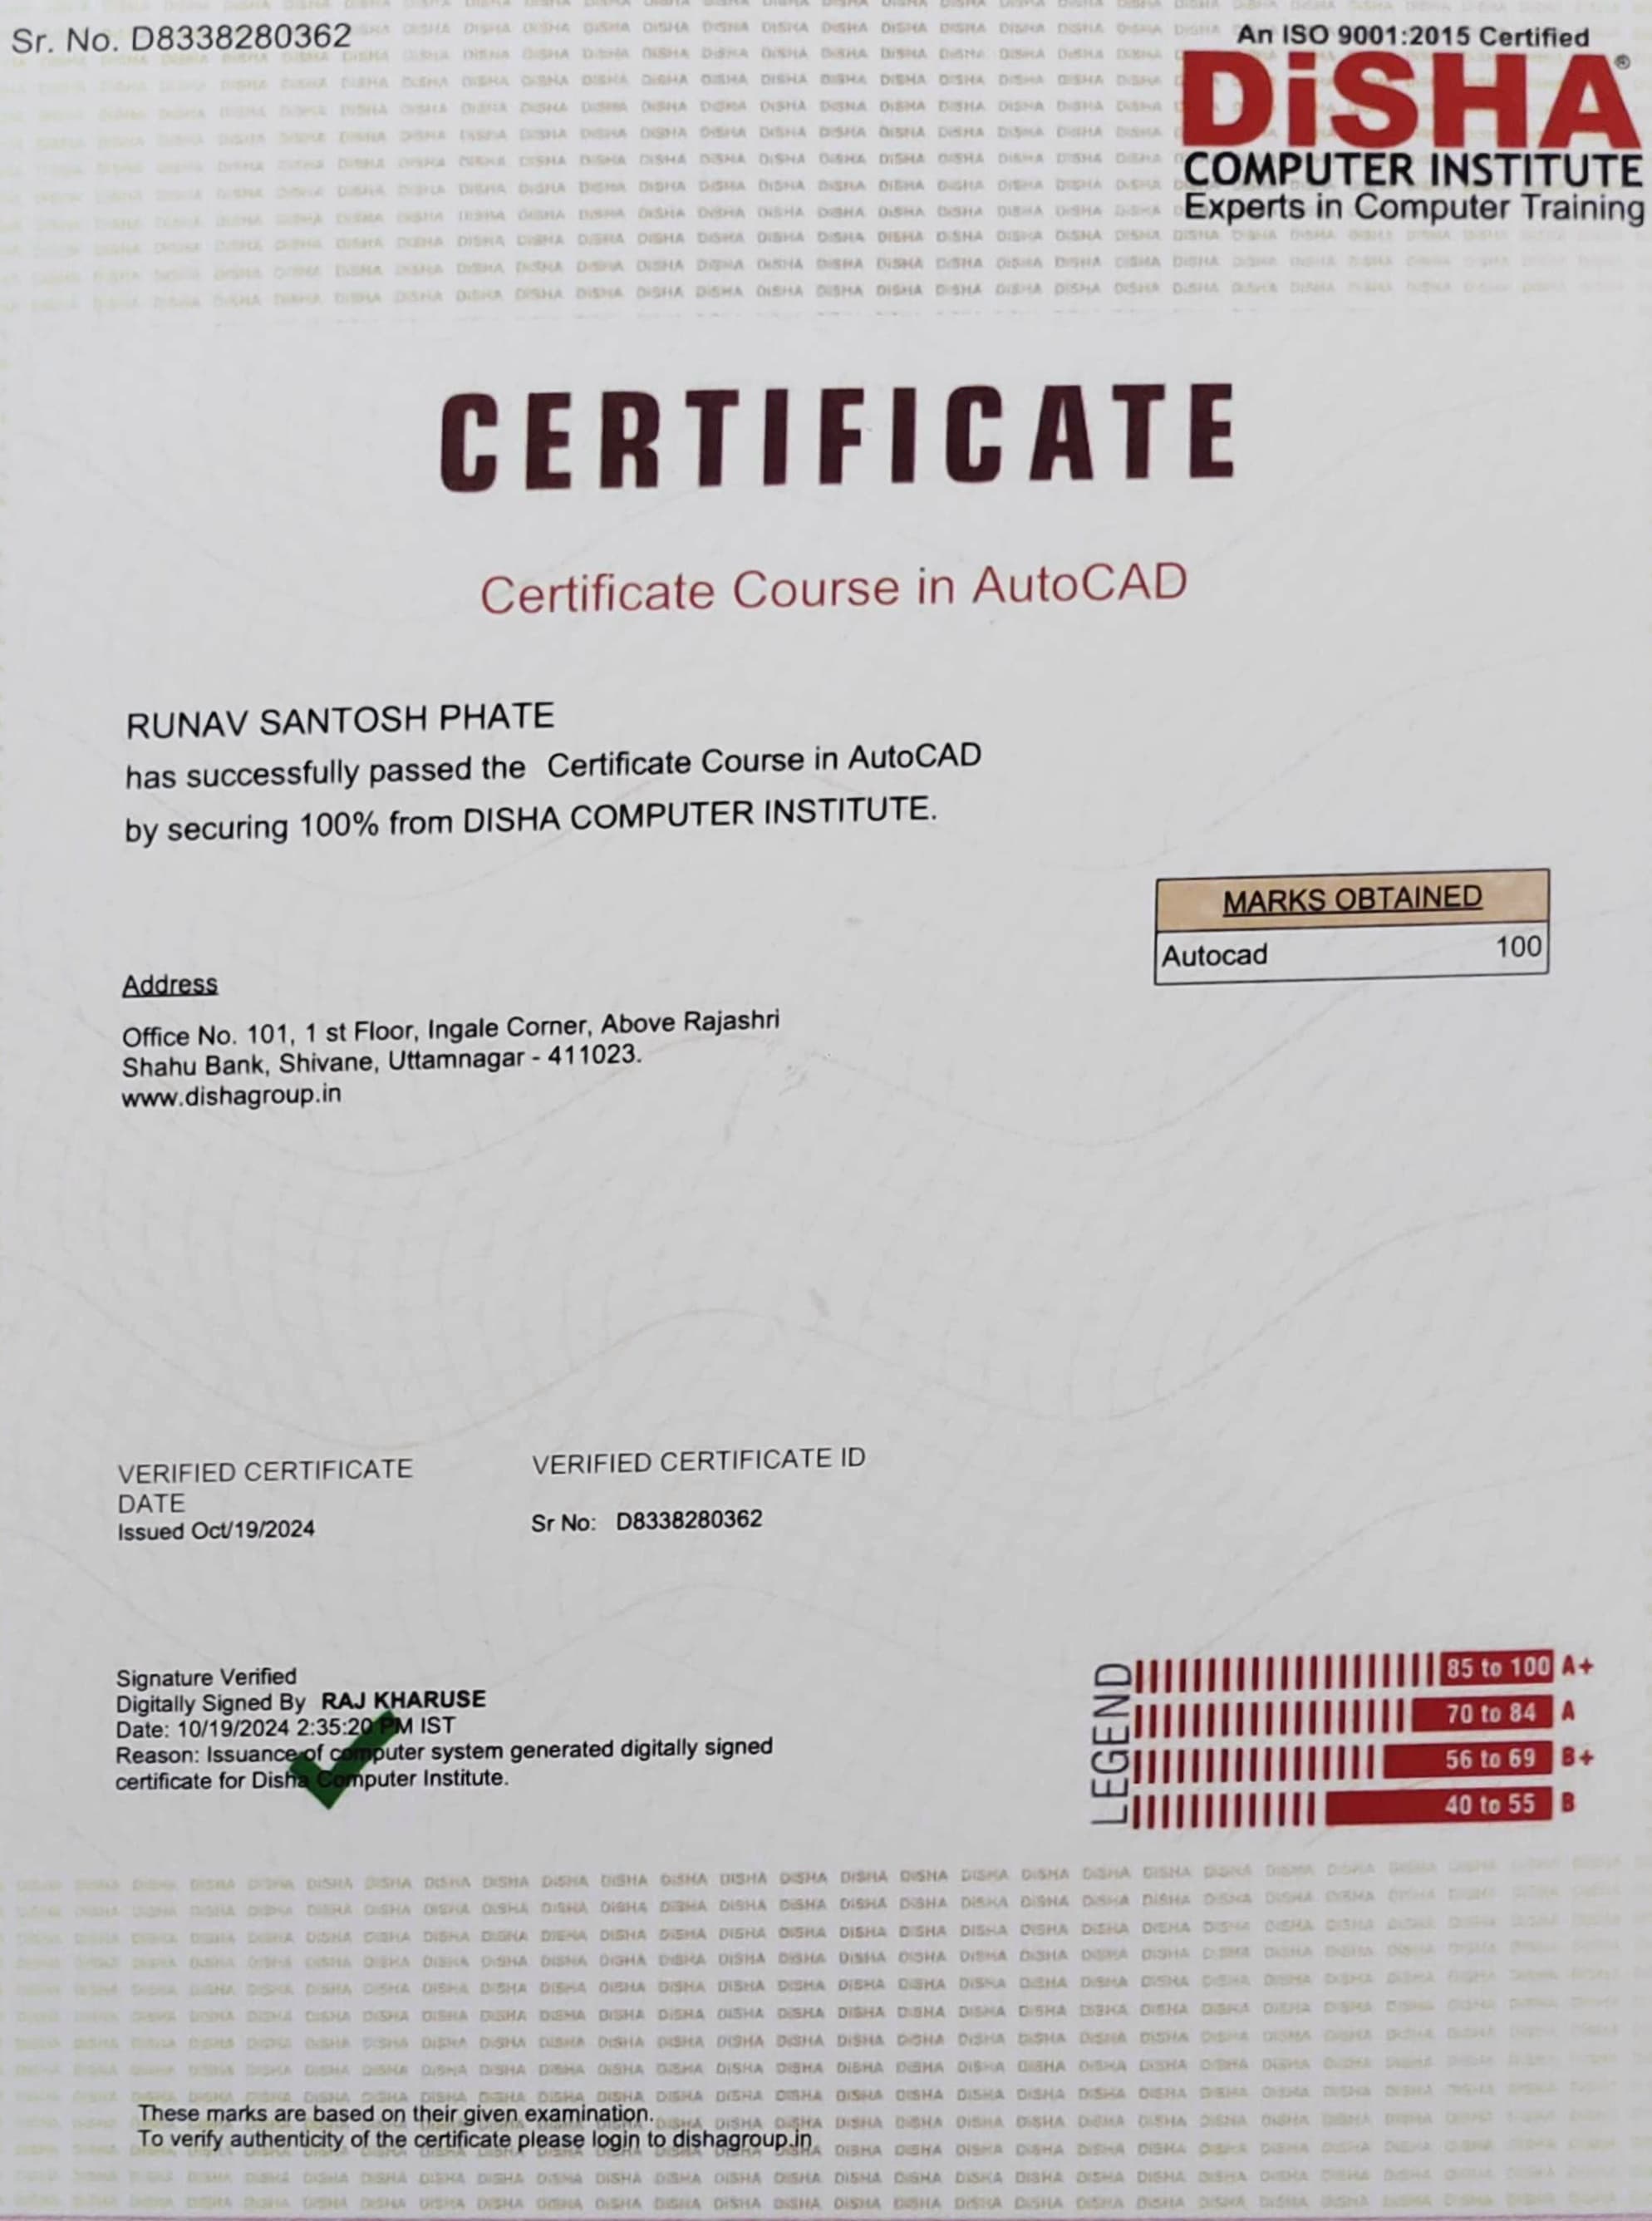 Sr. No. D8338280362
An ISO 9001:2015 Certified
DiSHA®
COMPUTER INSTITUTE
Experts in Computer Training
CERTIFICATE
Certificate Course in AutoCAD
RUNAV SANTOSH PHATE
has successfully passed the Certificate Course in AutoCAD
by securing 100% from DISHA COMPUTER INSTITUTE.
MARKS OBTAINED
Autocad 100
Address
Office No. 101, 1 st Floor, Ingale Corner, Above Rajashri
Shahu Bank, Shivane, Uttamnagar - 411023.
www.dishagroup.in
VERIFIED CERTIFICATE
DATE
Issued Oct/19/2024
VERIFIED CERTIFICATE ID
Sr No: D8338280362
Signature Verified
Digitally Signed By RAJ KHARUSE
Date: 10/19/2024 2:35:20 PM IST
Reason: Issuance of computer system generated digitally signed
certificate for Disha Computer Institute.
LEGEND
85 to 100 A+
70 to 84 A
56 to 69 B+
40 to 55 B
These marks are based on their given examination.
To verify authenticity of the certificate please login to dishagroup.in